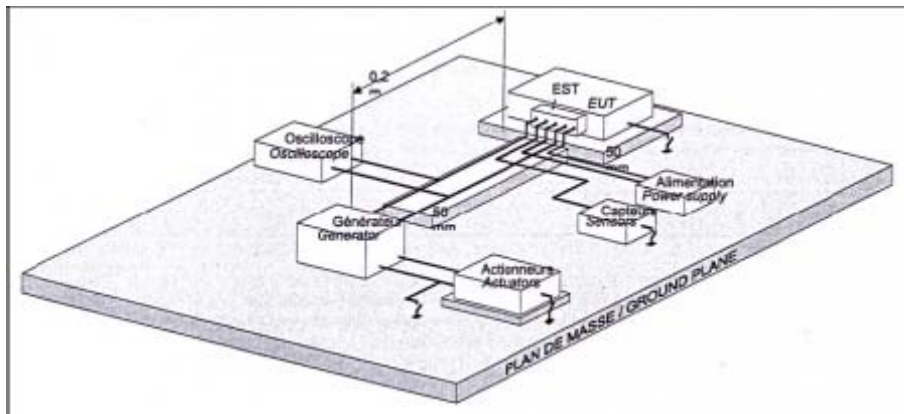 0,2
m
EST
/
EUT
Oscilloscope
Oscilloscope
50
mm
Alimentation
Power supply
Capteurs
Sensors
Générateur
Generator
50
mm
Actionneurs
Actuators
PLAN DE MASSE / GROUND PLANE